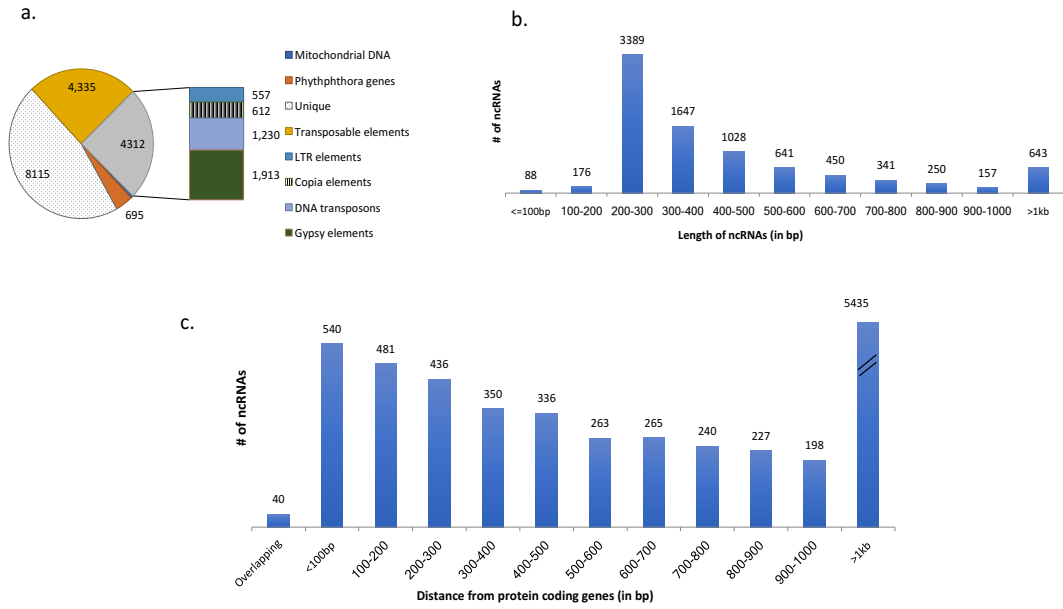 a.
4,335
4312
8115
695
557
612
1,230
1,913
Mitochondrial DNA
Phythphthora genes
Unique
Transposable elements
LTR elements
Copia elements
DNA transposons
Gypsy elements
b.
# of ncRNAs
88 176 3389 1647 1028 641 450 341 250 157 643
<=100bp 100-200 200-300 300-400 400-500 500-600 600-700 700-800 800-900 900-1000 >1kb
Length of ncRNAs (in bp)
c.
# of ncRNAs
40 540 481 436 350 336 263 265 240 227 198 5435
Overlapping <100bp 100-200 200-300 300-400 400-500 500-600 600-700 700-800 800-900 900-1000 >1kb
Distance from protein coding genes (in bp)